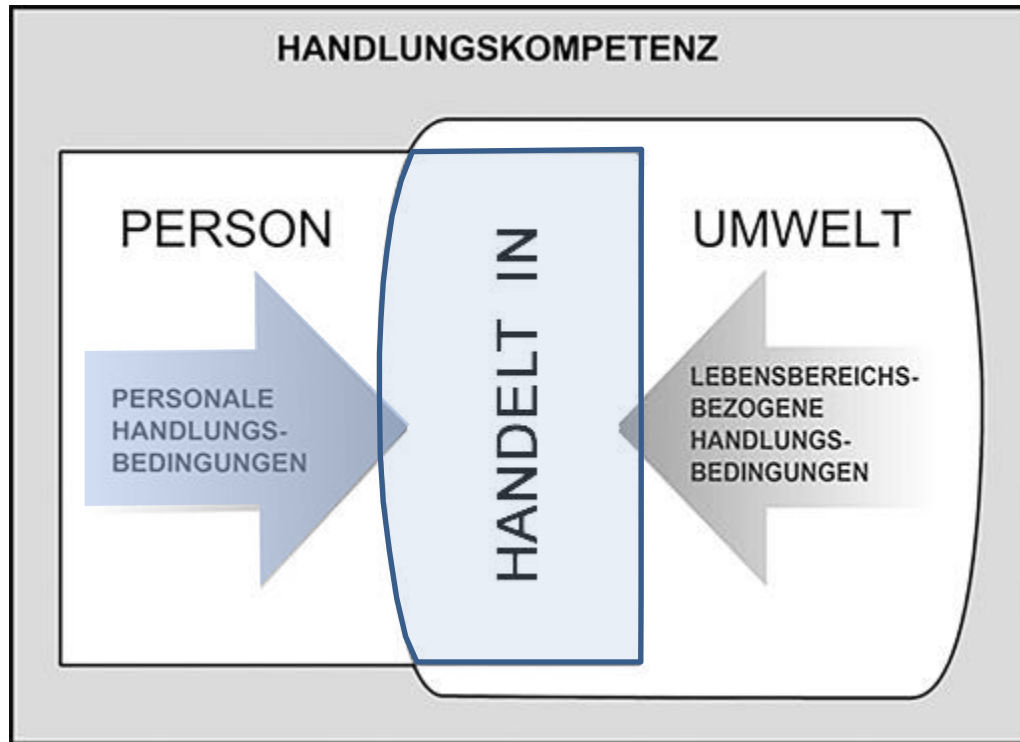 HANDLUNGSKOMPETENZ
PERSON
PERSONALE
HANDLUNGS-
BEDINGUNGEN
HANDELT IN
UMWELT
LEBENSBEREICHS-
BEZOGENE
HANDLUNGS-
BEDINGUNGEN